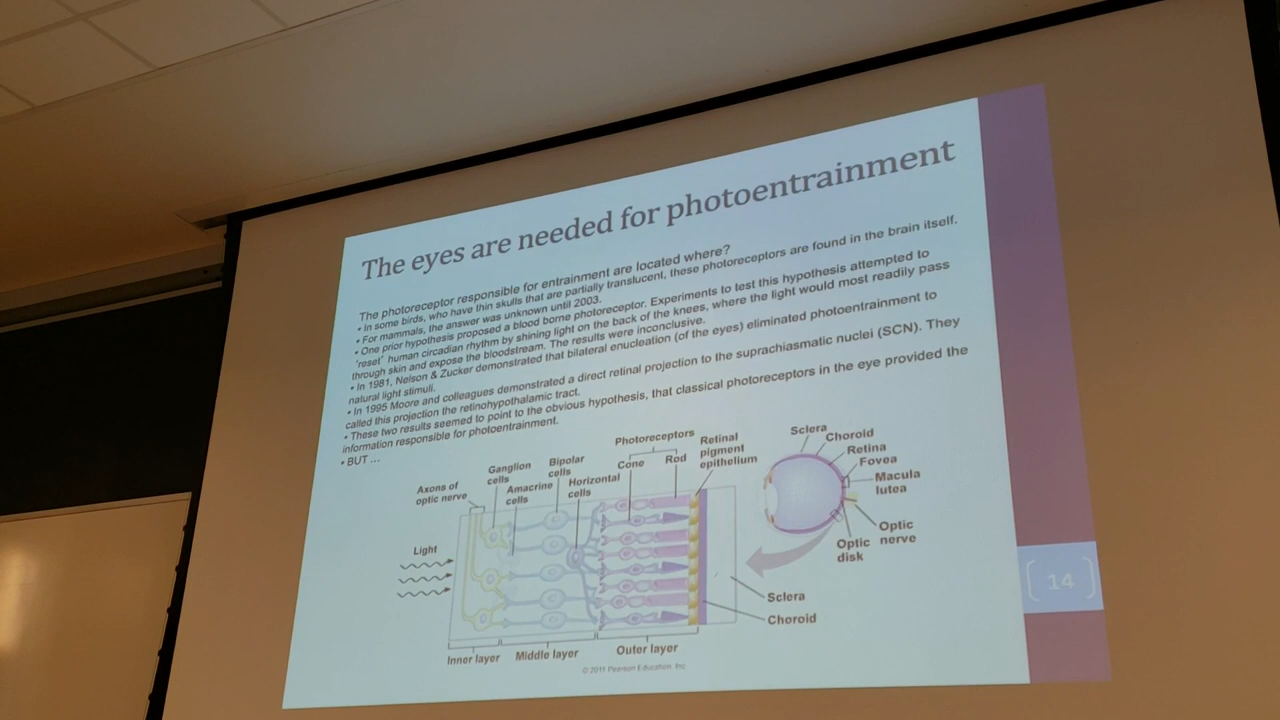 The eyes are needed for photoentrainment
The photoreceptor responsible for entrainment are located where?
• In some birds, who have thin skulls that are partially translucent, these photoreceptors are found in the brain itself.
• For mammals, the answer was unknown until 2003.
• One prior hypothesis proposed a blood borne photoreceptor. Experiments to test this hypothesis attempted to
'reset' human circadian rhythm by shining light on the back of the knees, where the light would most readily pass
through skin and expose the bloodstream. The results were inconclusive.
• In 1981, Nelson & Zucker demonstrated that bilateral enucleation (of the eyes) eliminated photoentrainment to
natural light stimuli.
• In 1995 Moore and colleagues demonstrated a direct retinal projection to the suprachiasmatic nuclei (SCN). They
called this projection the retinohypothalamic tract.
• These two results seemed to point to the obvious hypothesis, that classical photoreceptors in the eye provided the
information responsible for photoentrainment.
• BUT ...
Axons of
optic nerve
Ganglion
cells
Amacrine
cells
Bipolar
cells
Horizontal
cells
Photoreceptors
Cone
Rod
Retinal
pigment
epithelium
Light
Inner layer
Middle layer
Outer layer
Sclera
Choroid
Retina
Fovea
Macula
lutea
Optic
nerve
Optic
disk
Sclera
Choroid
© 2011 Pearson Education, Inc.
14